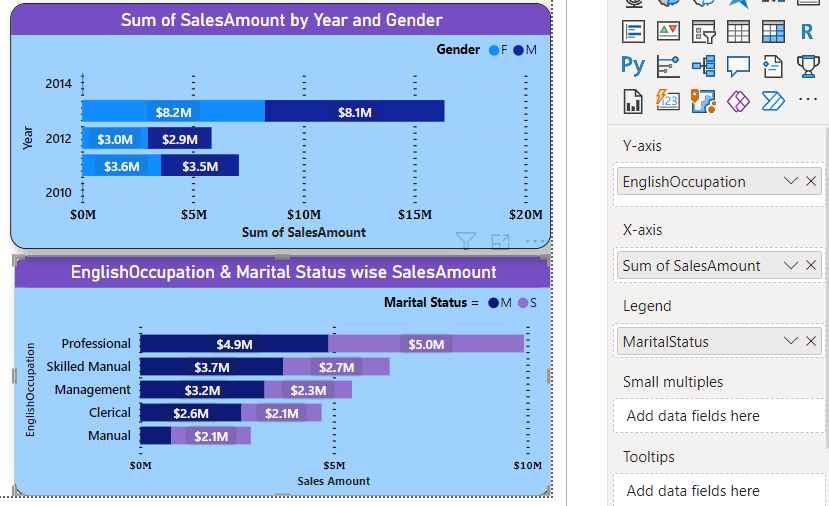 Sum of SalesAmount by Year and Gender
Gender F M
2014
$8.2M $8.1M
2012 $3.0M $2.9M
$3.6M $3.5M
2010
Year
$0M $5M $10M $15M $20M
Sum of SalesAmount
EnglishOccupation & Marital Status wise SalesAmount
Marital Status = M S
Professional $4.9M $5.0M
Skilled Manual $3.7M $2.7M
Management $3.2M $2.3M
Clerical $2.6M $2.1M
Manual $2.1M
EnglishOccupation
$0M $5M $10M
Sales Amount
R
Py
123
...
Y-axis
EnglishOccupation
X-axis
Sum of SalesAmount
Legend
MaritalStatus
Small multiples
Add data fields here
Tooltips
Add data fields here